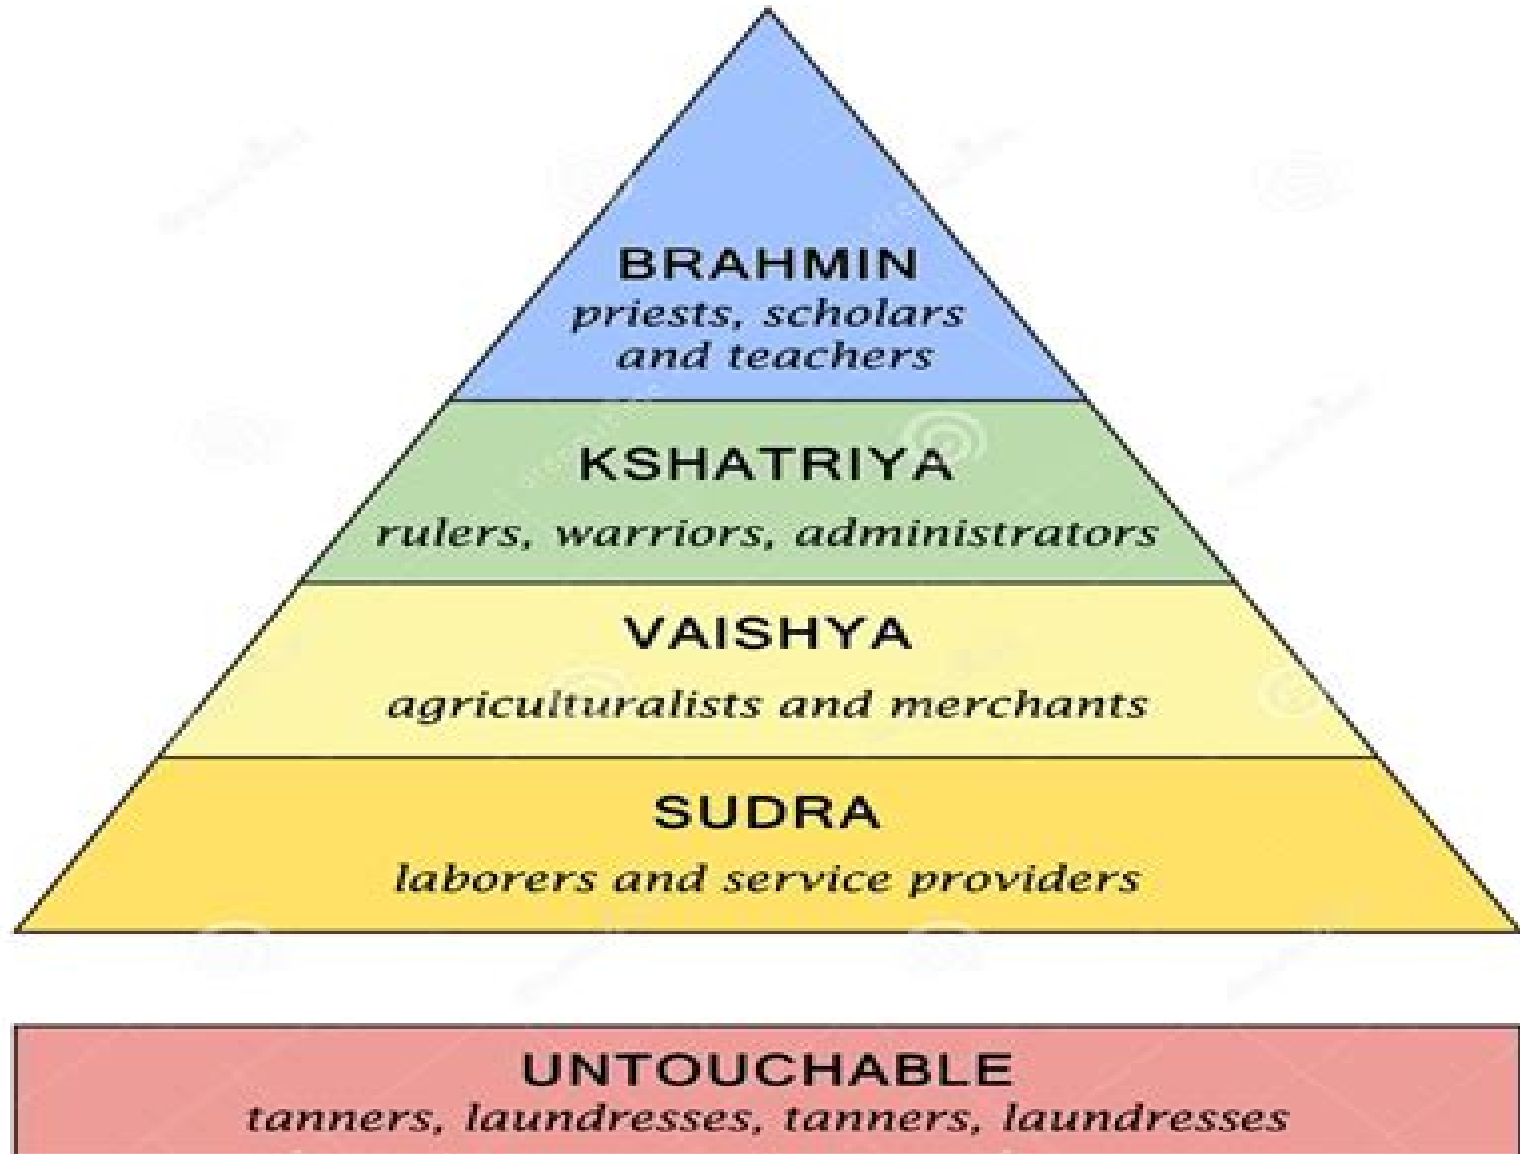 BRAHMIN
priests, scholars
and teachers
KSHATRIYA
rulers, warriors, administrators
VAISHYA
agriculturalists and merchants
SUDRA
laborers and service providers
UNTOUCHABLE
tanners, laundresses, tanners, laundresses